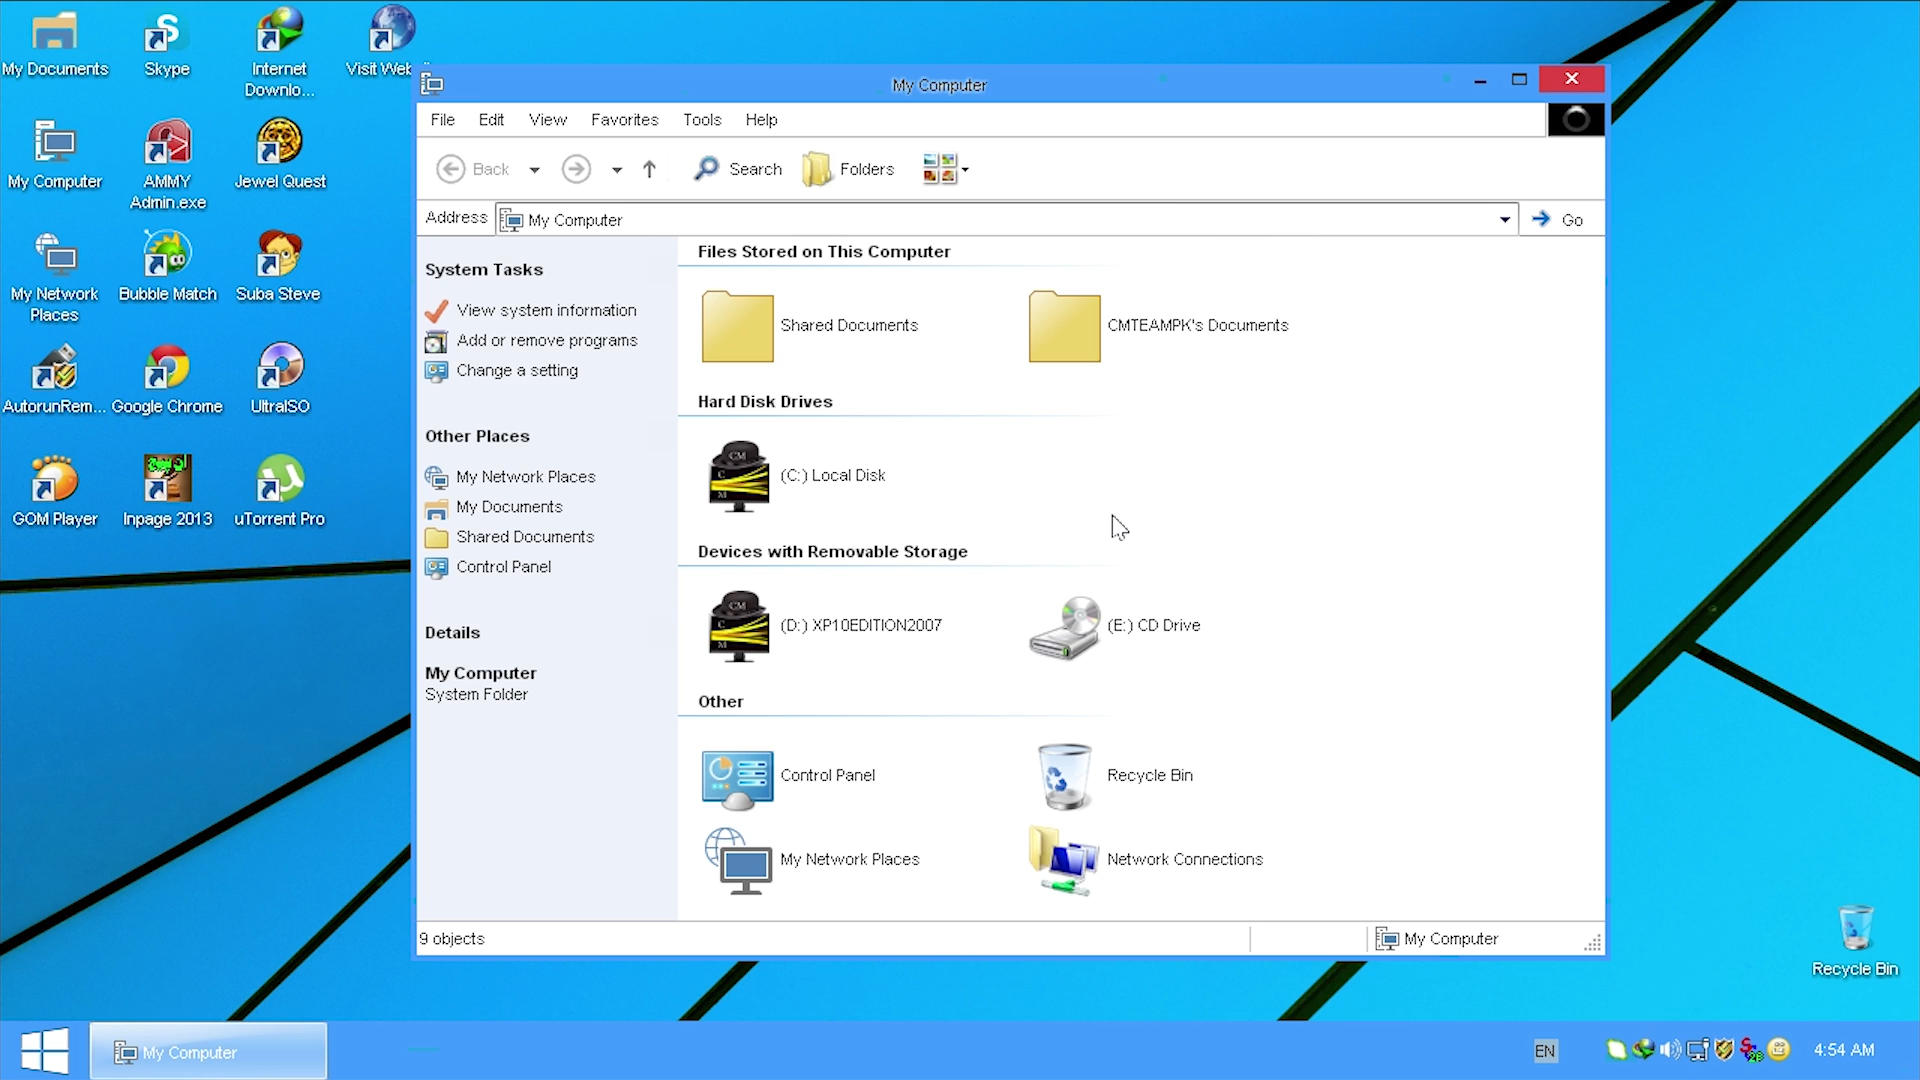 My Documents
Skype
Internet
Downlo...
Visit Web
My Computer
AMMY
Admin.exe
Jewel Quest
My Network
Places
Bubble Match
Suba Steve
AutorunRem...
Google Chrome
UltraISO
GOM Player
Inpage 2013
uTorrent Pro
My Computer
File Edit View Favorites Tools Help
Back Search Folders
Address My Computer Go
System Tasks
View system information
Add or remove programs
Change a setting
Other Places
My Network Places
My Documents
Shared Documents
Control Panel
Details
My Computer
System Folder
Files Stored on This Computer
Shared Documents CMTEAMPK's Documents
Hard Disk Drives
CM
C
M
(C:) Local Disk
Devices with Removable Storage
CM
C
M
(D:) XP10EDITION2007 (E:) CD Drive
Other
Control Panel Recycle Bin
My Network Places Network Connections
9 objects My Computer
Recycle Bin
My Computer EN 4:54 AM